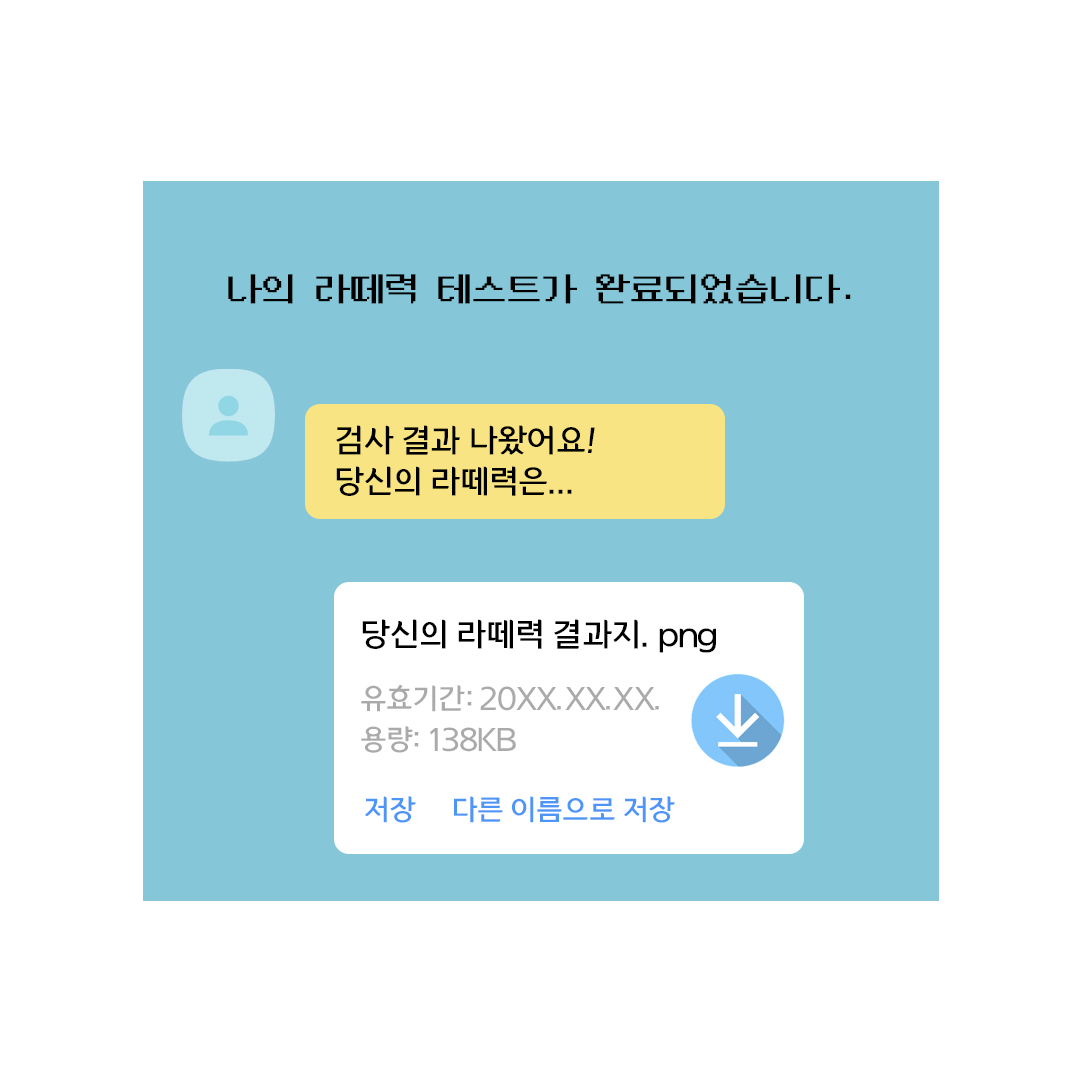 나의 라떼력 테스트가 완료되었습니다.
검사 결과 나왔어요!
당신의 라떼력은...
당신의 라떼력 결과지. png
유효기간: 20XX.XX.XX.
용량: 138KB
저장 다른 이름으로 저장